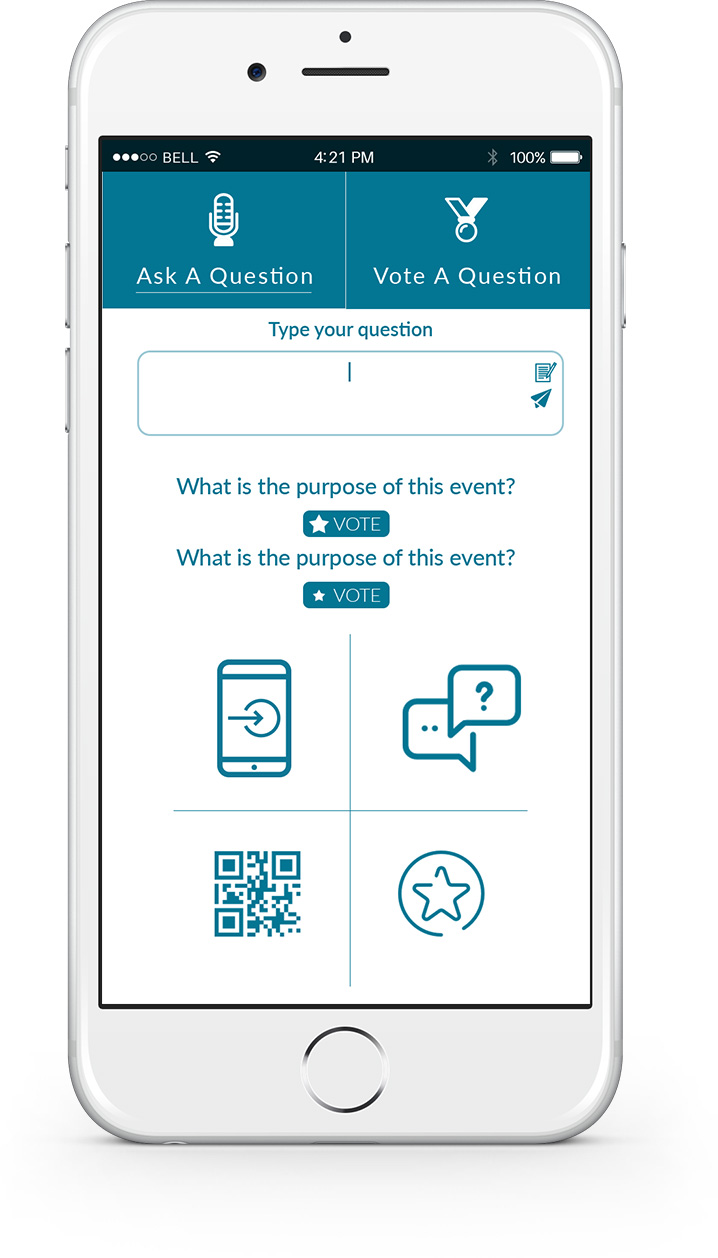 BELL 4:21 PM 100%
Ask A Question Vote A Question
Type your question
What is the purpose of this event?
VOTE
What is the purpose of this event?
VOTE
?